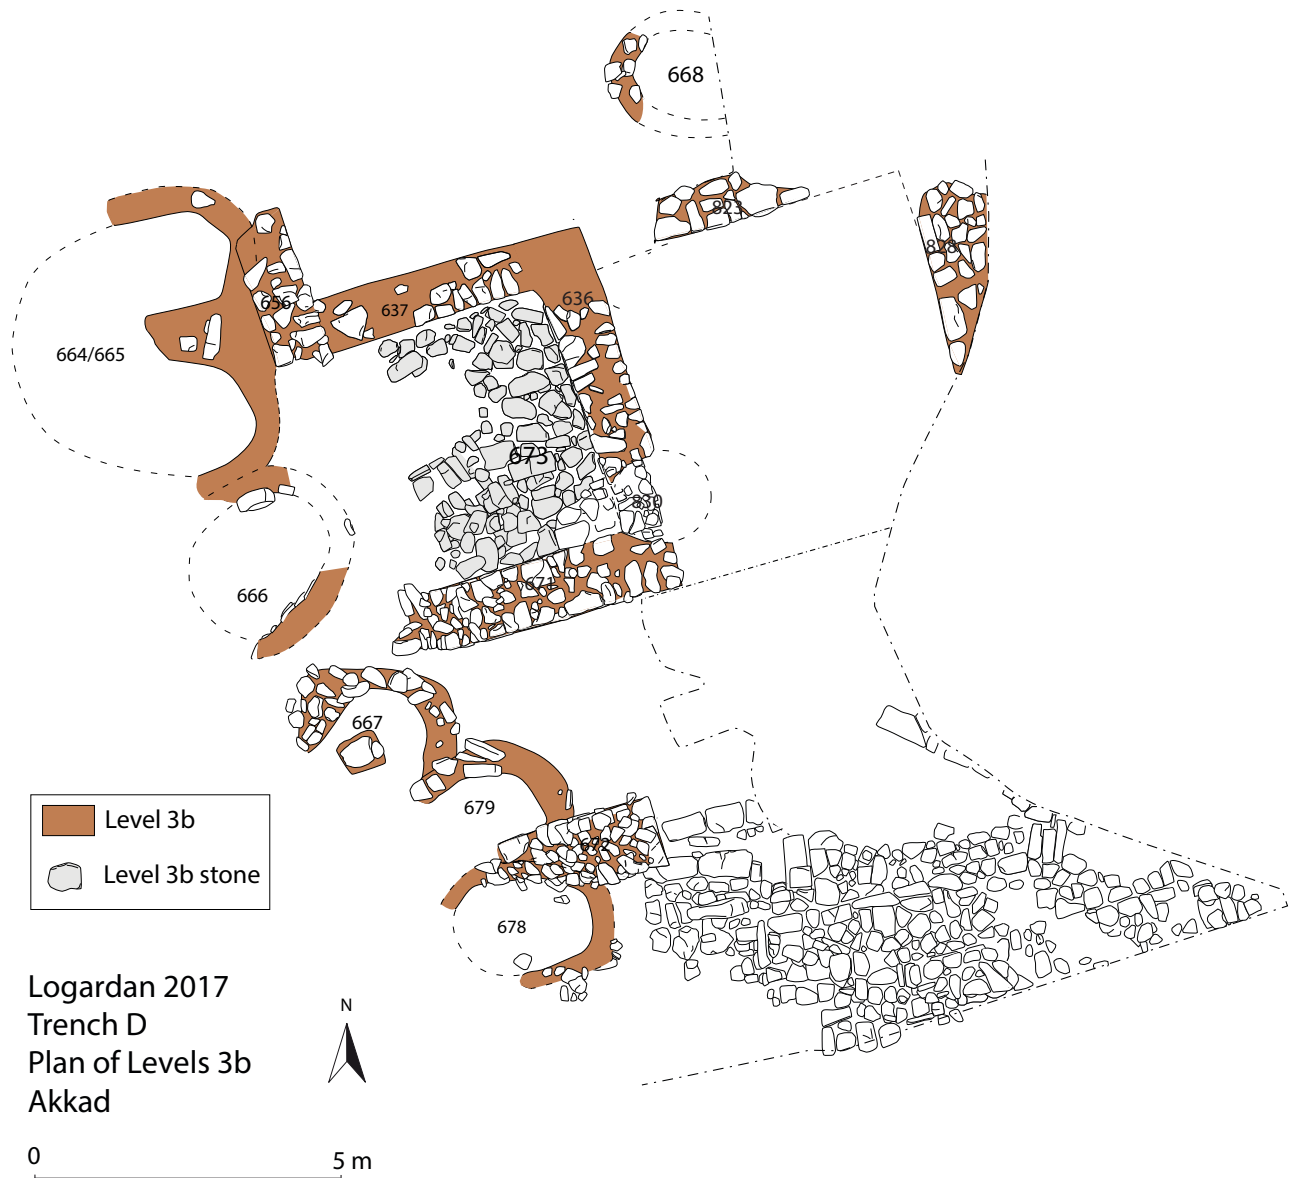 668
823
828
656
637
636
664/665
673
830
671
666
667
679
672
678
Level 3b
Level 3b stone
Logardan 2017
Trench D
Plan of Levels 3b
Akkad
N
0
5 m